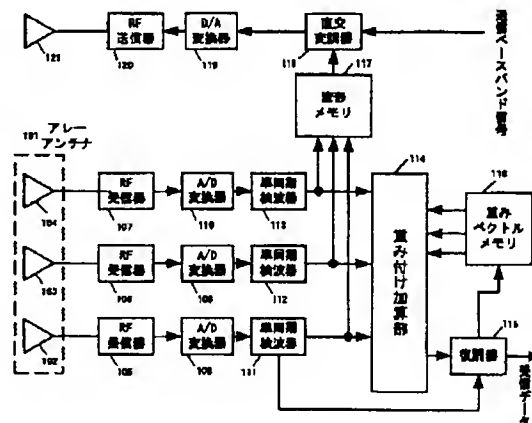 121
RF
送信器
120
D/A
変換器
119
直交
変調器
118
送信ベースバンド信号
117
メモリ
101
アレー
アンテナ
104
RF
受信器
107
A/D
変換器
110
準同期
検波器
113
114
重み付け加算部
116
重み
ベクトル
メモリ
103
RF
受信器
106
A/D
変換器
109
準同期
検波器
112
102
RF
受信器
105
A/D
変換器
108
準同期
検波器
111
復調器
115
受信データ